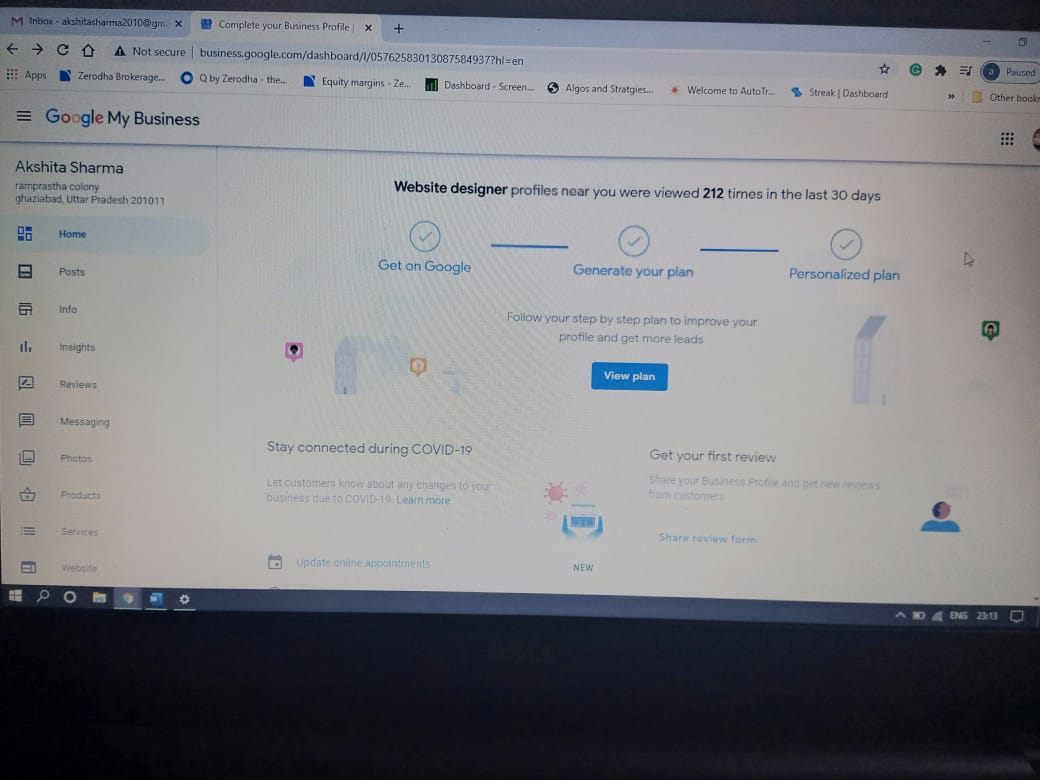 Inbox - akshitasharma2010@gm
Complete your Business Profile |
Not secure
business.google.com/dashboard/l/05762583013087584937?hl=en
Paused
Apps
Zerodha Brokerage...
Q by Zerodha - the...
Equity margins - Ze...
Dashboard - Screen...
Algos and Stratgies...
Welcome to AutoTr...
Streak | Dashboard
»
Other book
Google My Business
Akshita Sharma
ramprastha colony
ghaziabad, Uttar Pradesh 201011
Home
Posts
Info
Insights
Reviews
Messaging
Photos
Products
Services
Website
Website designer profiles near you were viewed 212 times in the last 30 days
Get on Google
Generate your plan
Personalized plan
Follow your step by step plan to improve your
profile and get more leads
View plan
Stay connected during COVID-19
Let customers know about any changes to your
business due to COVID-19. Learn more
NEW
Update online appointments
Get your first review
Share your Business Profile and get new reviews
from customers
Share review form
ENG 23:13
DELL